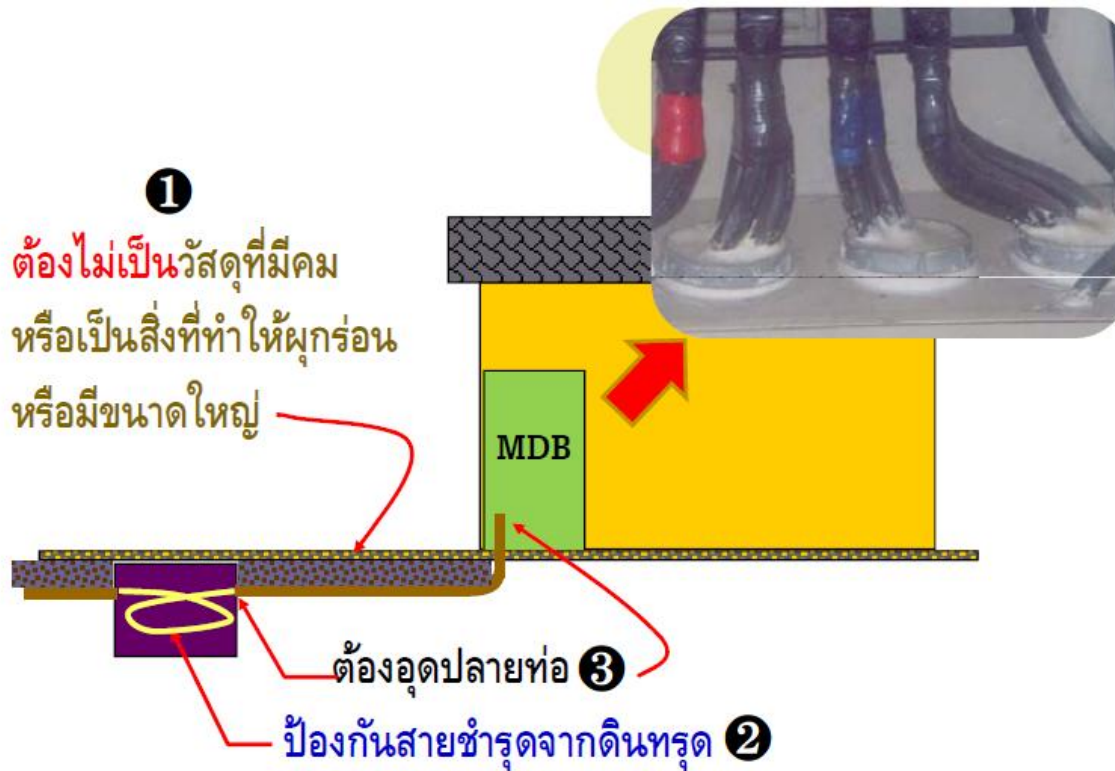 ❶
ต้องไม่เป็นวัสดุที่มีคม
หรือเป็นสิ่งที่ทำให้ผุกร่อน
หรือมีขนาดใหญ่
MDB
ต้องอุดปลายท่อ ❸
ป้องกันสายชำรุดจากดินทรุด ❷